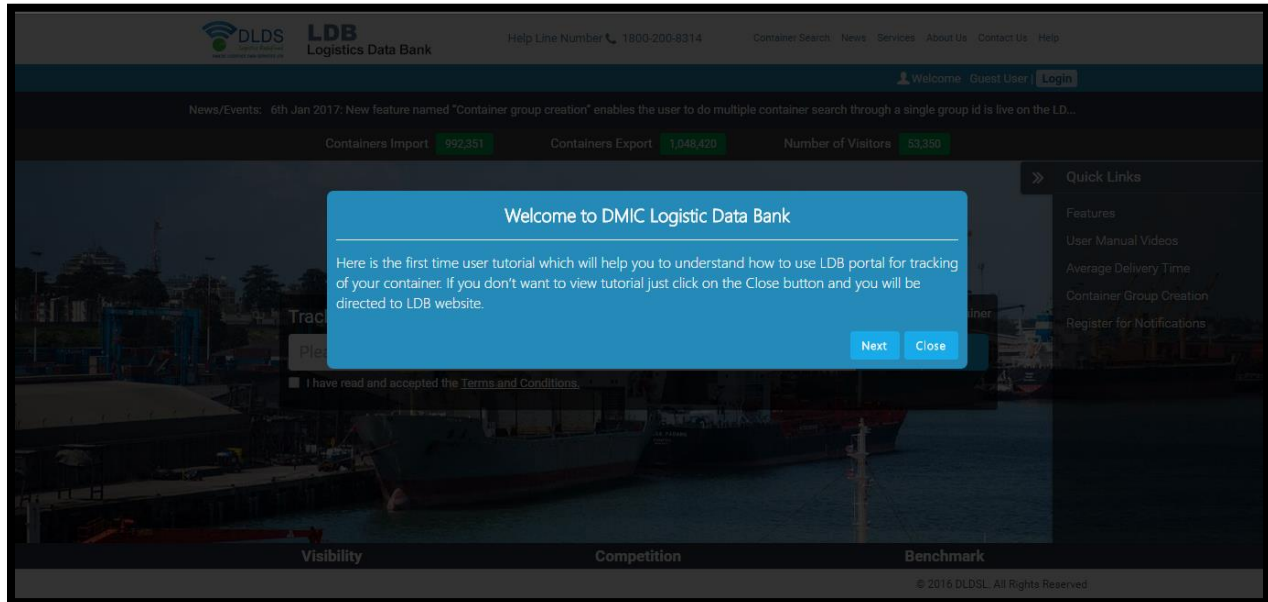 DLDS
LDB
Logistics Data Bank
Help Line Number 1800-200-8314
Container Search News Services About Us Contact Us Help
Welcome Guest User | Login
News/Events: 6th Jan 2017: New feature named "Container group creation" enables the user to do multiple container search through a single group id is live on the LD...
Containers Import 992,351 Containers Export 1,048,420 Number of Visitors 53,350
Quick Links
Features
User Manual Videos
Average Delivery Time
Container Group Creation
Register for Notifications
Welcome to DMIC Logistic Data Bank
Here is the first time user tutorial which will help you to understand how to use LDB portal for tracking
of your container. If you don't want to view tutorial just click on the Close button and you will be
directed to LDB website.
Next Close
I have read and accepted the Terms and Conditions.
Visibility Competition Benchmark
© 2016 DLDSL. All Rights Reserved